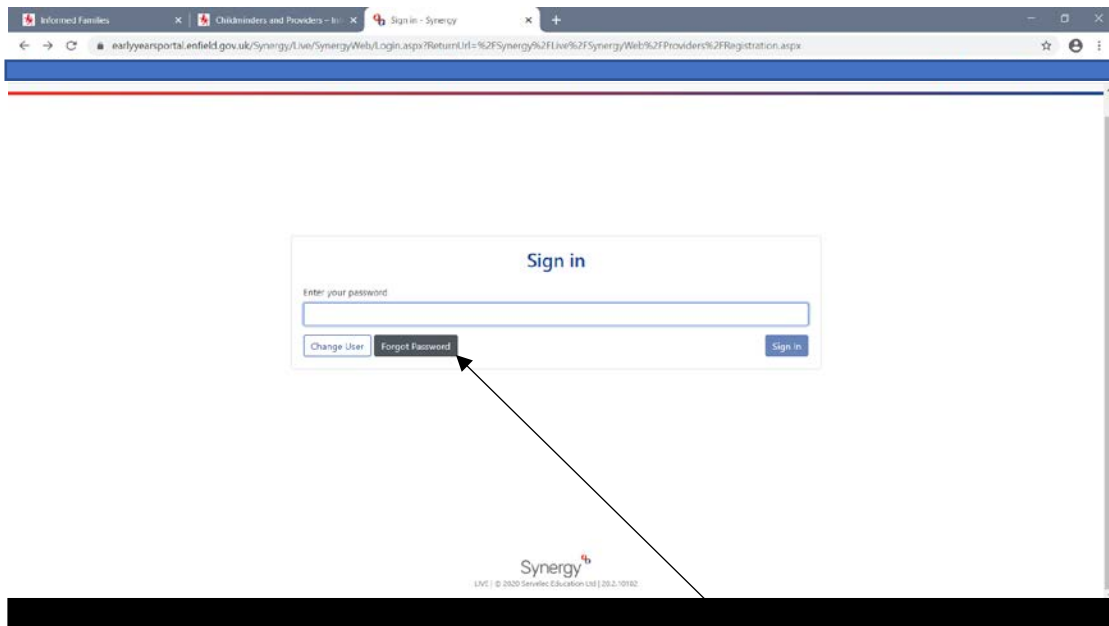 Informed Families
Childminders and Providers – In
Sign in - Synergy
earlyyearsportal.enfield.gov.uk/Synergy/Live/SynergyWeb/Login.aspx?ReturnUrl=%2FSynergy%2FLive%2FSynergyWeb%2FProviders%2FRegistration.aspx
Sign in
Enter your password
Change User
Forgot Password
Sign In
Synergy
LIVE | © 2020 Servelec Education Ltd | 20.2.10182